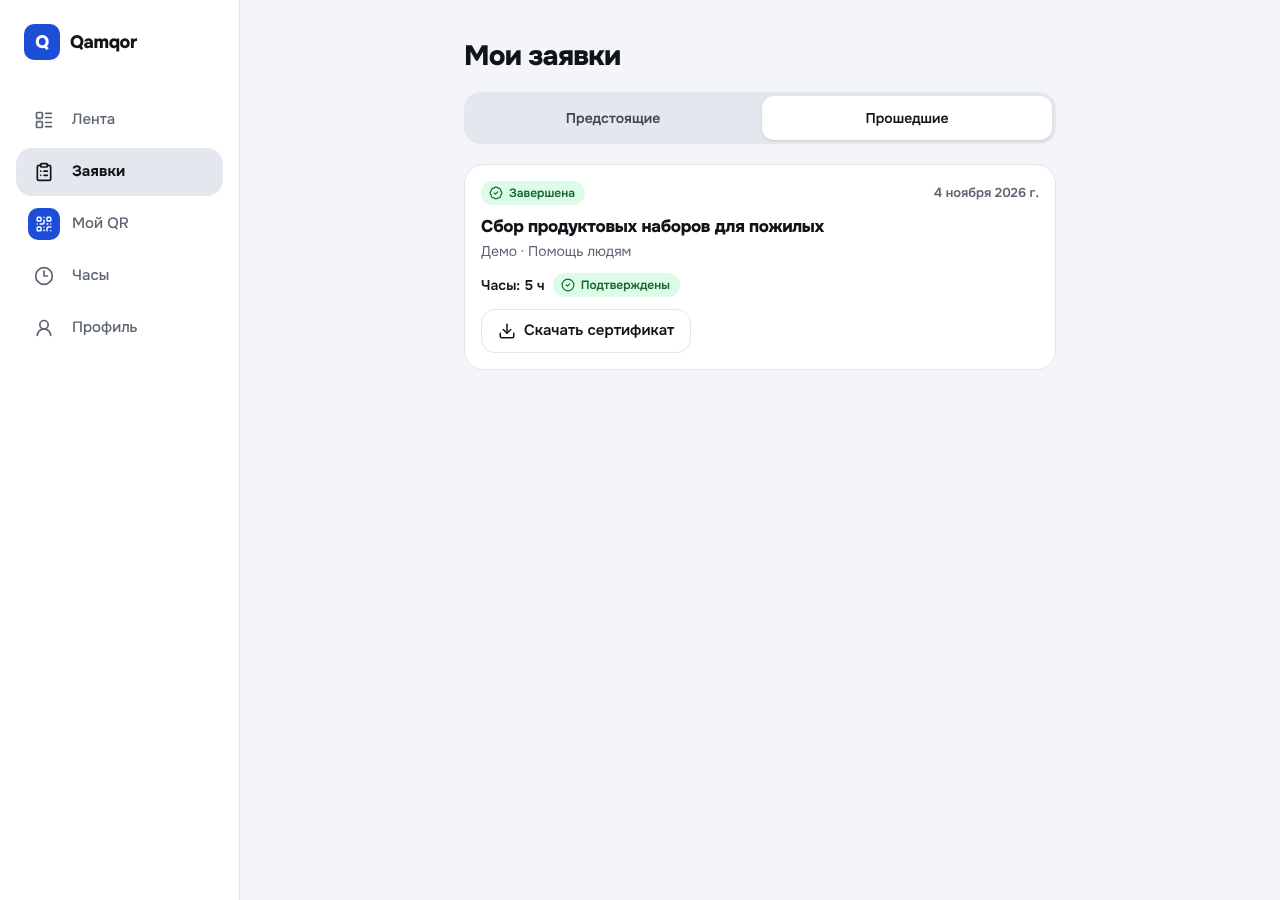 Q Qamqor
Лента
Заявки
Мой QR
Часы
Профиль
Мои заявки
Предстоящие Прошедшие
Завершена 4 ноября 2026 г.
Сбор продуктовых наборов для пожилых
Демо · Помощь людям
Часы: 5 ч Подтверждены
Скачать сертификат